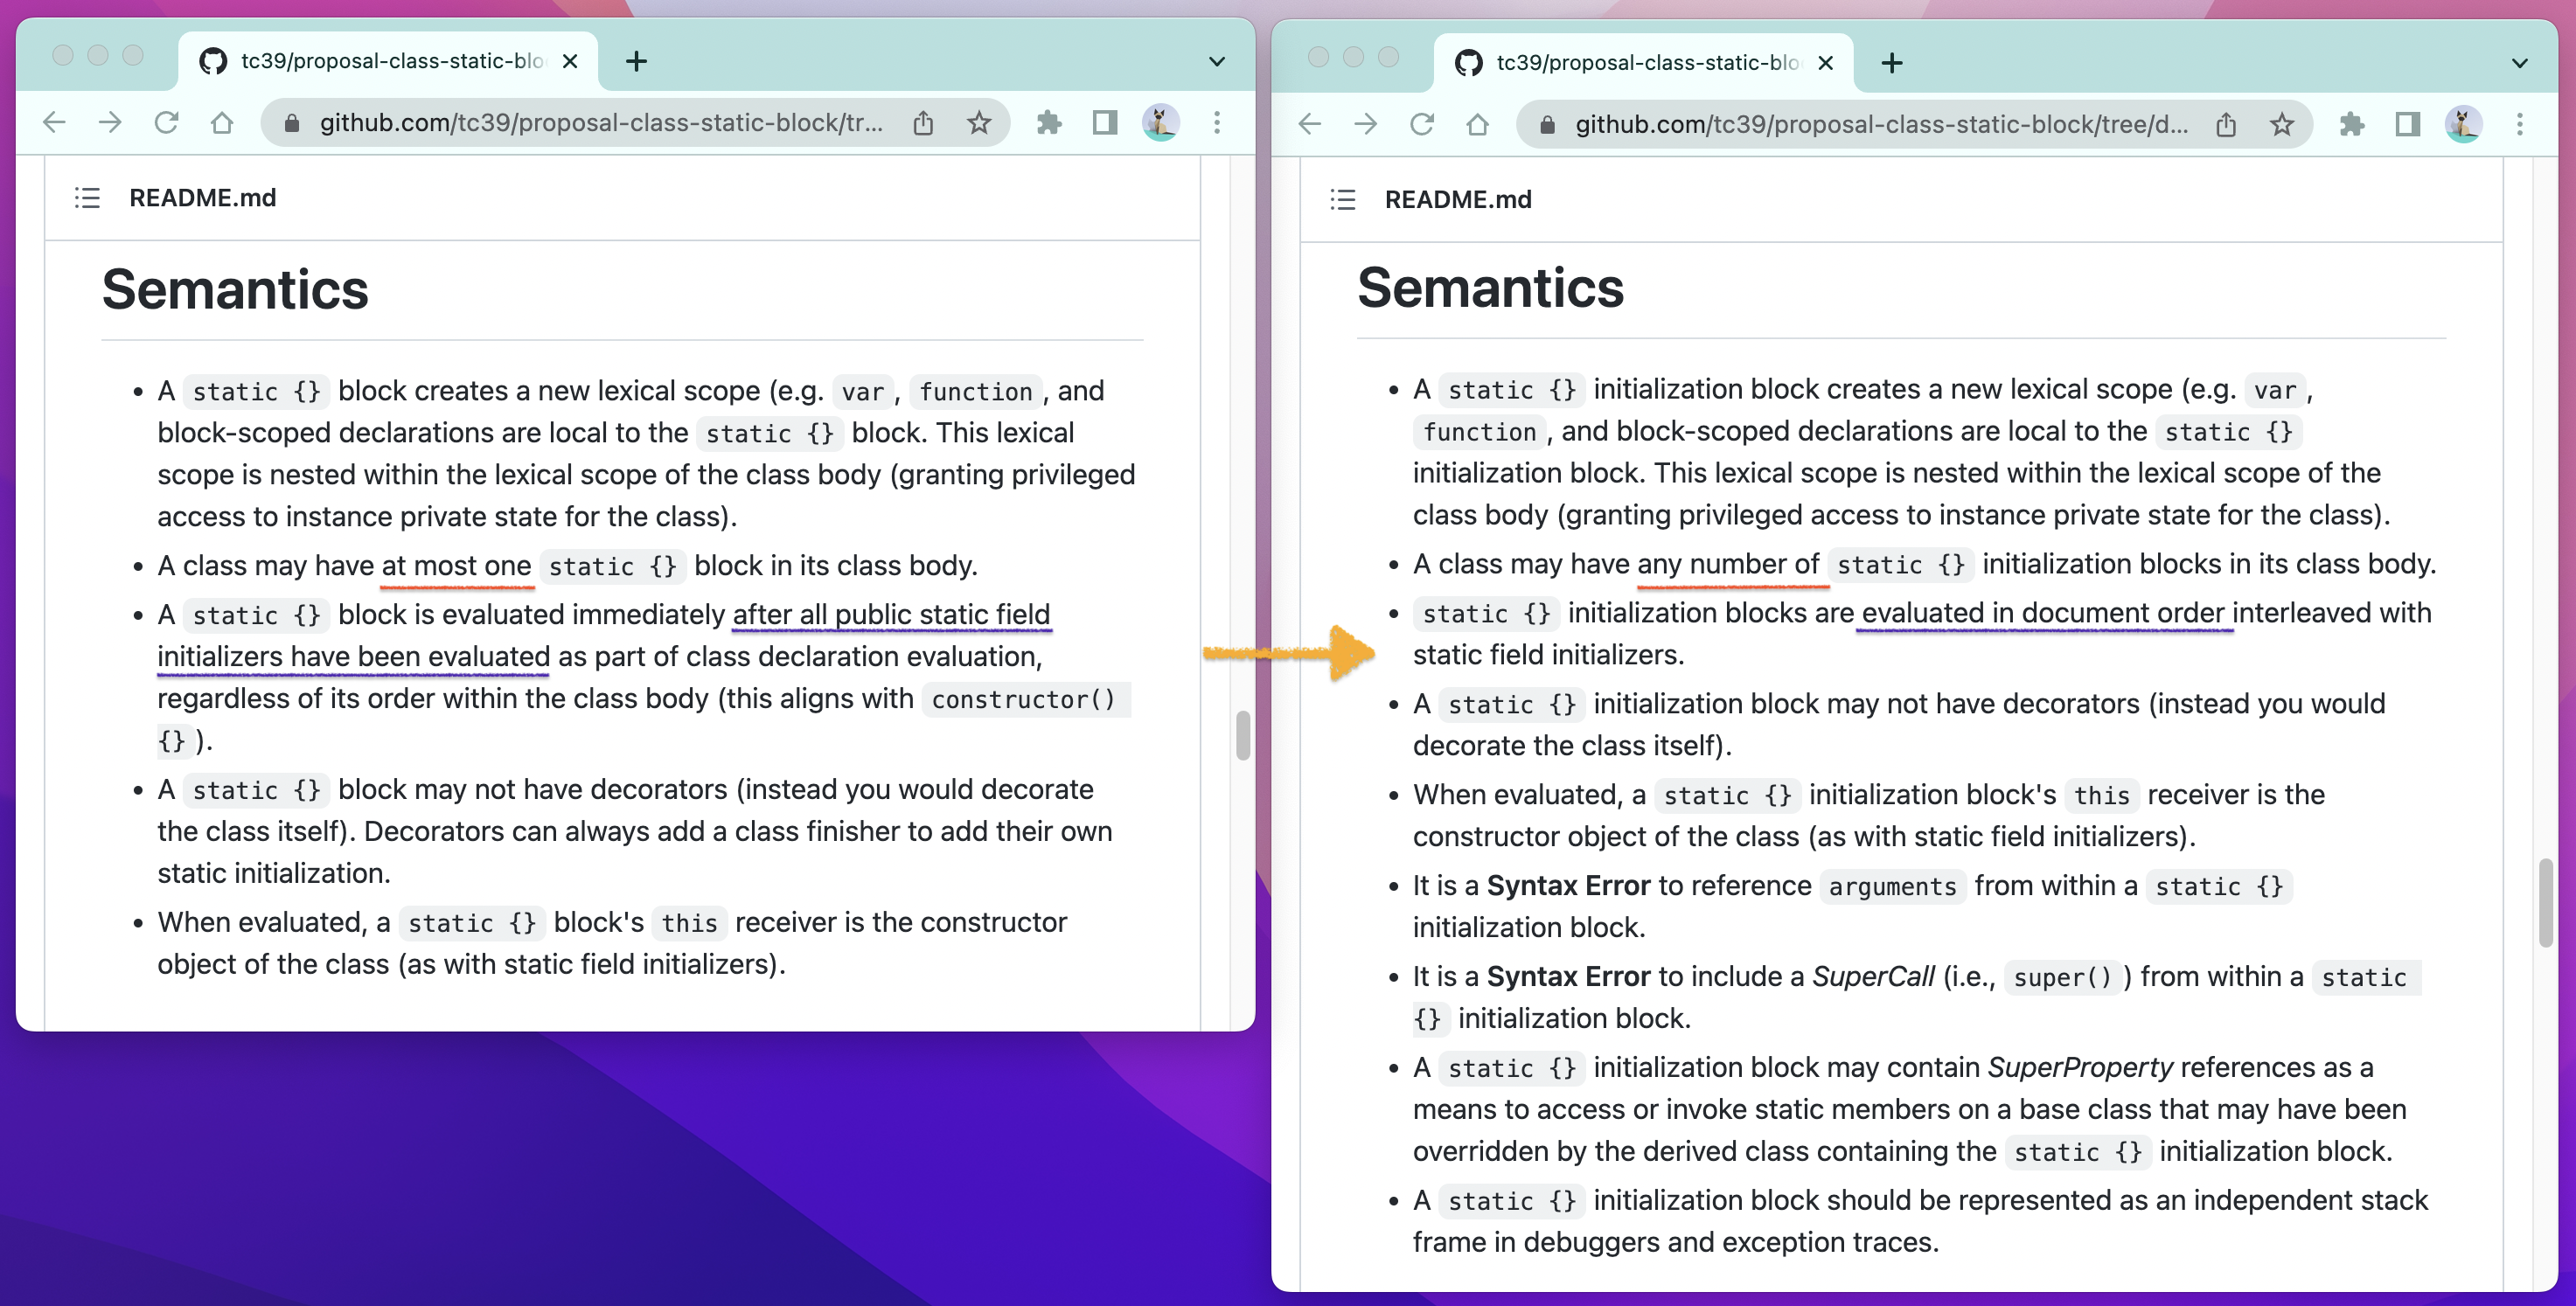 tc39/proposal-class-static-blo
github.com/tc39/proposal-class-static-block/tr...
README.md
Semantics
• A static {} block creates a new lexical scope (e.g. var, function, and
block-scoped declarations are local to the static {} block. This lexical
scope is nested within the lexical scope of the class body (granting privileged
access to instance private state for the class).
• A class may have at most one static {} block in its class body.
• A static {} block is evaluated immediately after all public static field
initializers have been evaluated as part of class declaration evaluation,
regardless of its order within the class body (this aligns with constructor()
{} ).
• A static {} block may not have decorators (instead you would decorate
the class itself). Decorators can always add a class finisher to add their own
static initialization.
• When evaluated, a static {} block's this receiver is the constructor
object of the class (as with static field initializers).
tc39/proposal-class-static-blo
github.com/tc39/proposal-class-static-block/tree/d...
README.md
Semantics
• A static {} initialization block creates a new lexical scope (e.g. var,
function, and block-scoped declarations are local to the static {}
initialization block. This lexical scope is nested within the lexical scope of the
class body (granting privileged access to instance private state for the class).
• A class may have any number of static {} initialization blocks in its class body.
• static {} initialization blocks are evaluated in document order interleaved with
static field initializers.
• A static {} initialization block may not have decorators (instead you would
decorate the class itself).
• When evaluated, a static {} initialization block's this receiver is the
constructor object of the class (as with static field initializers).
• It is a Syntax Error to reference arguments from within a static {}
initialization block.
• It is a Syntax Error to include a SuperCall (i.e., super()) from within a static
{} initialization block.
• A static {} initialization block may contain SuperProperty references as a
means to access or invoke static members on a base class that may have been
overridden by the derived class containing the static {} initialization block.
• A static {} initialization block should be represented as an independent stack
frame in debuggers and exception traces.